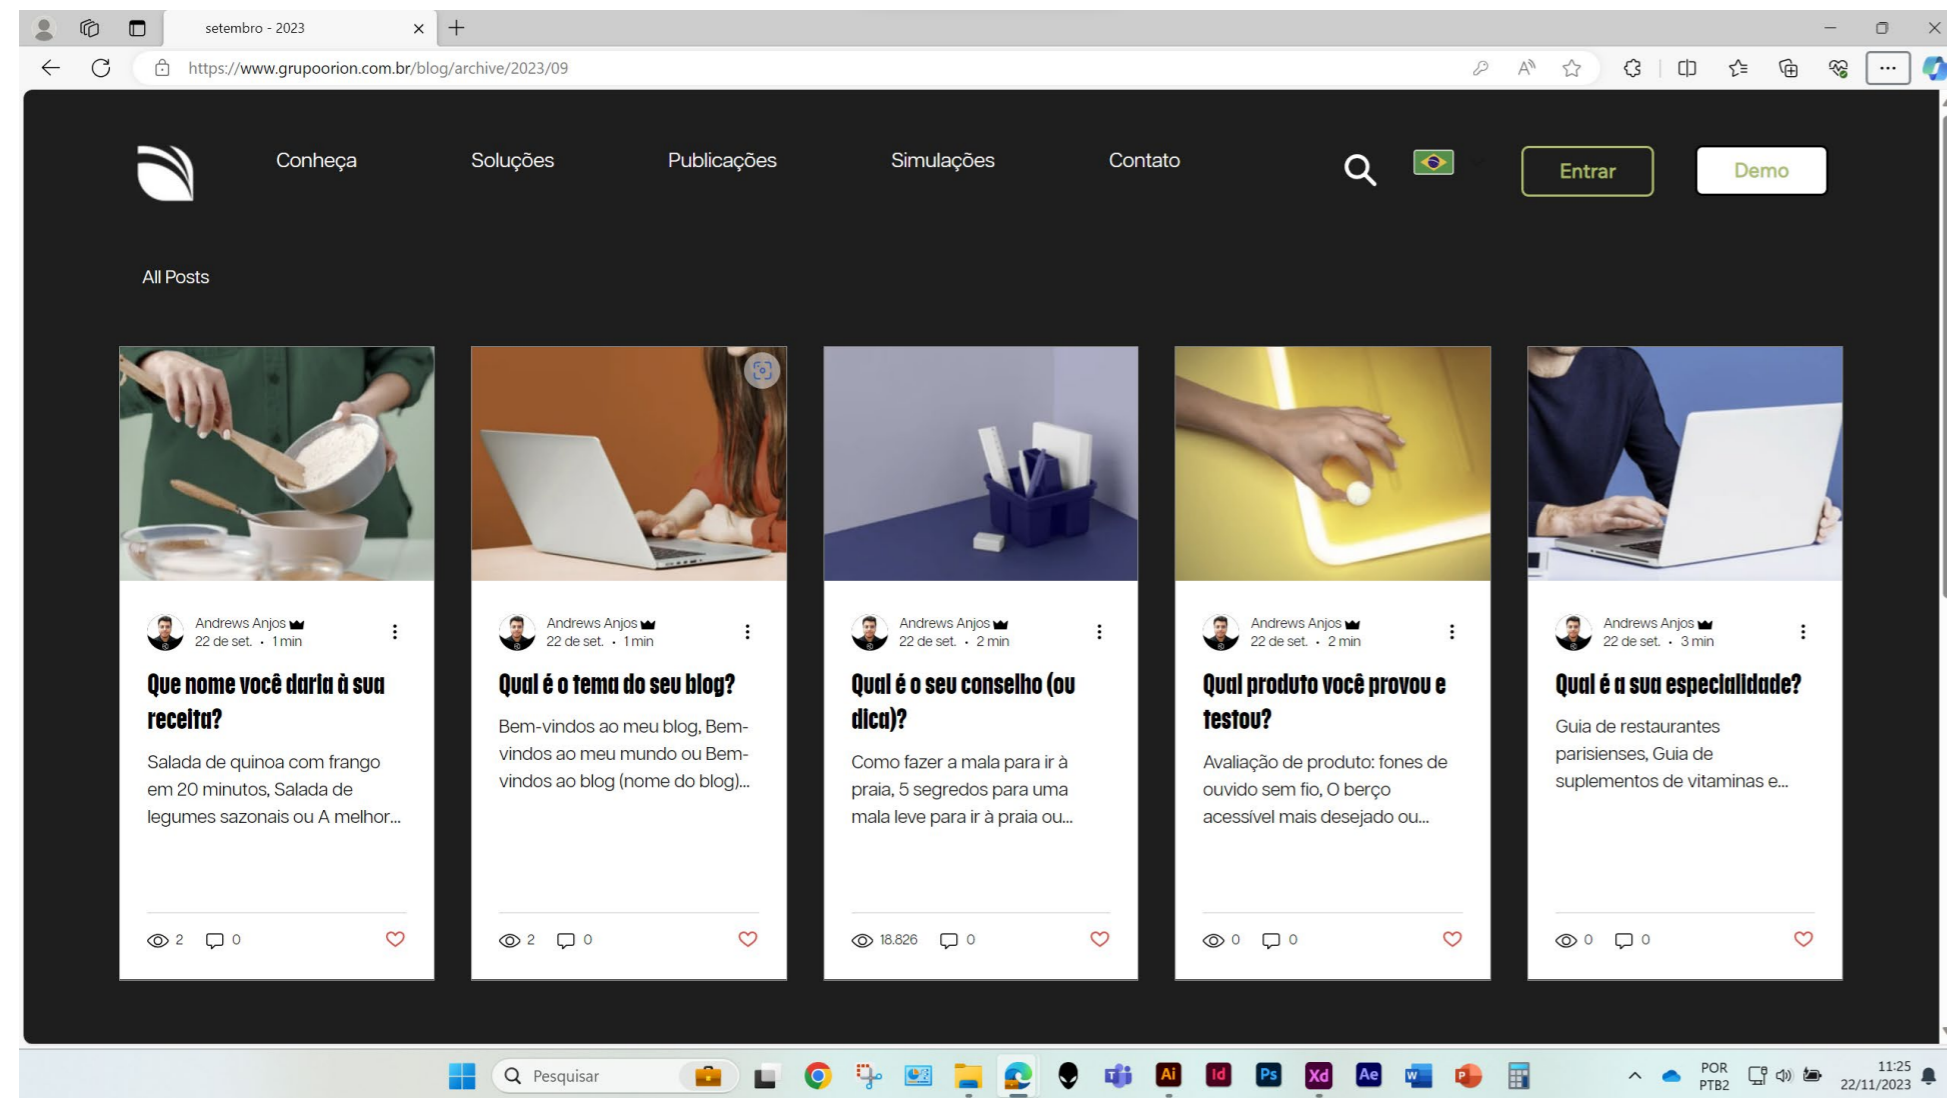 setembro - 2023
https://www.grupoorion.com.br/blog/archive/2023/09
Conheça
Soluções
Publicações
Simulações
Contato
Entrar
Demo
All Posts
Andrews Anjos
22 de set. · 1 min
Que nome você daria à sua
receita?
Salada de quinoa com frango
em 20 minutos, Salada de
legumes sazonais ou A melhor...
2
0
Andrews Anjos
22 de set. · 1 min
Qual é o tema do seu blog?
Bem-vindos ao meu blog, Bem-
vindos ao meu mundo ou Bem-
vindos ao blog (nome do blog)...
2
0
Andrews Anjos
22 de set. · 2 min
Qual é o seu conselho (ou
dica)?
Como fazer a mala para ir à
praia, 5 segredos para uma
mala leve para ir à praia ou...
18.826
0
Andrews Anjos
22 de set. · 2 min
Qual produto você provou e
testou?
Avaliação de produto: fones de
ouvido sem fio, O berço
acessível mais desejado ou...
0
0
Andrews Anjos
22 de set. · 3 min
Qual é a sua especialidade?
Guia de restaurantes
parisienses, Guia de
suplementos de vitaminas e...
0
0
Pesquisar
Ai
Id
Ps
Xd
Ae
POR
PTB2
11:25
22/11/2023